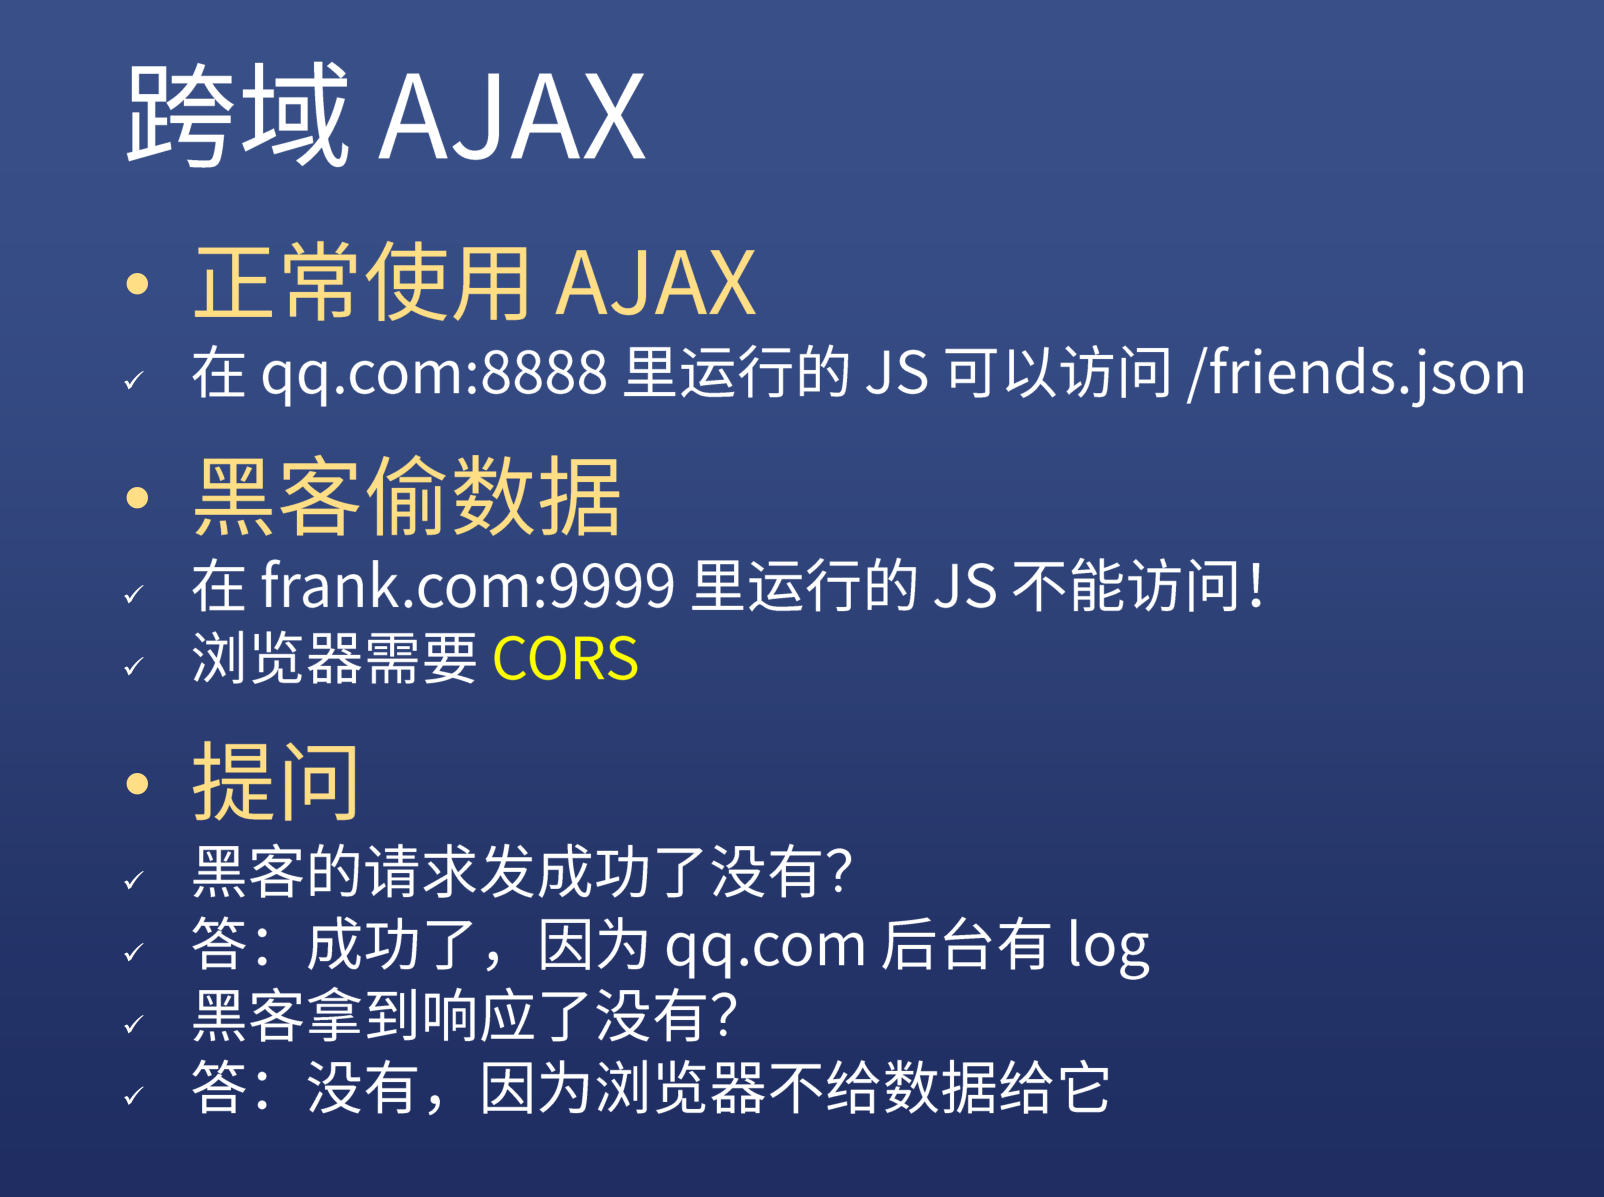 跨域 AJAX
• 正常使用 AJAX
✓ 在 qq.com:8888 里运行的 JS 可以访问 /friends.json
• 黑客偷数据
✓ 在 frank.com:9999 里运行的 JS 不能访问！
✓ 浏览器需要 CORS
• 提问
✓ 黑客的请求发成功了没有？
✓ 答：成功了，因为 qq.com 后台有 log
✓ 黑客拿到响应了没有？
✓ 答：没有，因为浏览器不给数据给它